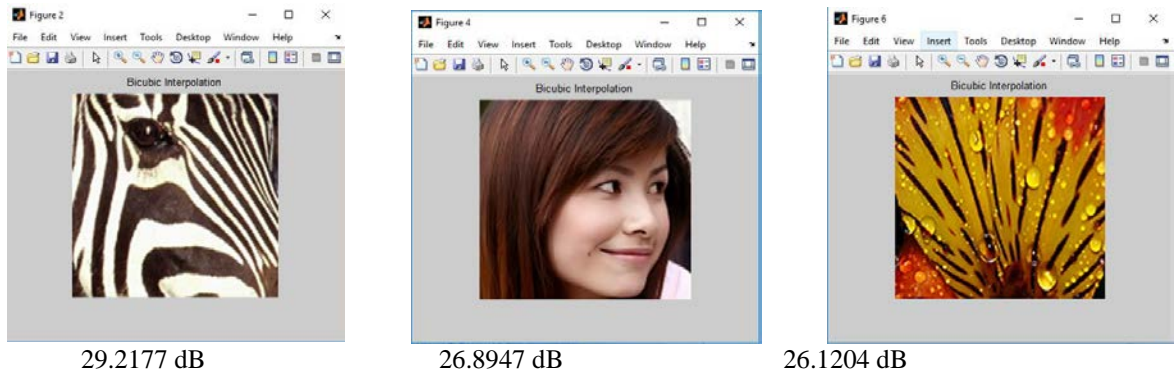 Figure 2
File Edit View Insert Tools Desktop Window Help
Bicubic Interpolation
29.2177 dB
Figure 4
File Edit View Insert Tools Desktop Window Help
Bicubic Interpolation
26.8947 dB
Figure 6
File Edit View Insert Tools Desktop Window Help
Bicubic Interpolation
26.1204 dB